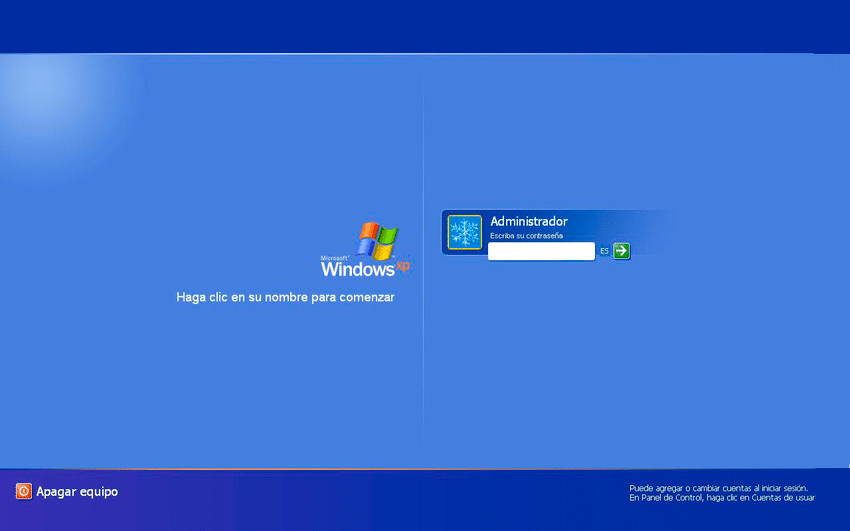 Microsoft®
Windows xp
Haga clic en su nombre para comenzar
Administrador
Escriba su contraseña
ES
Apagar equipo
Puede agregar o cambiar cuentas al iniciar sesión.
En Panel de Control, haga clic en Cuentas de usuar